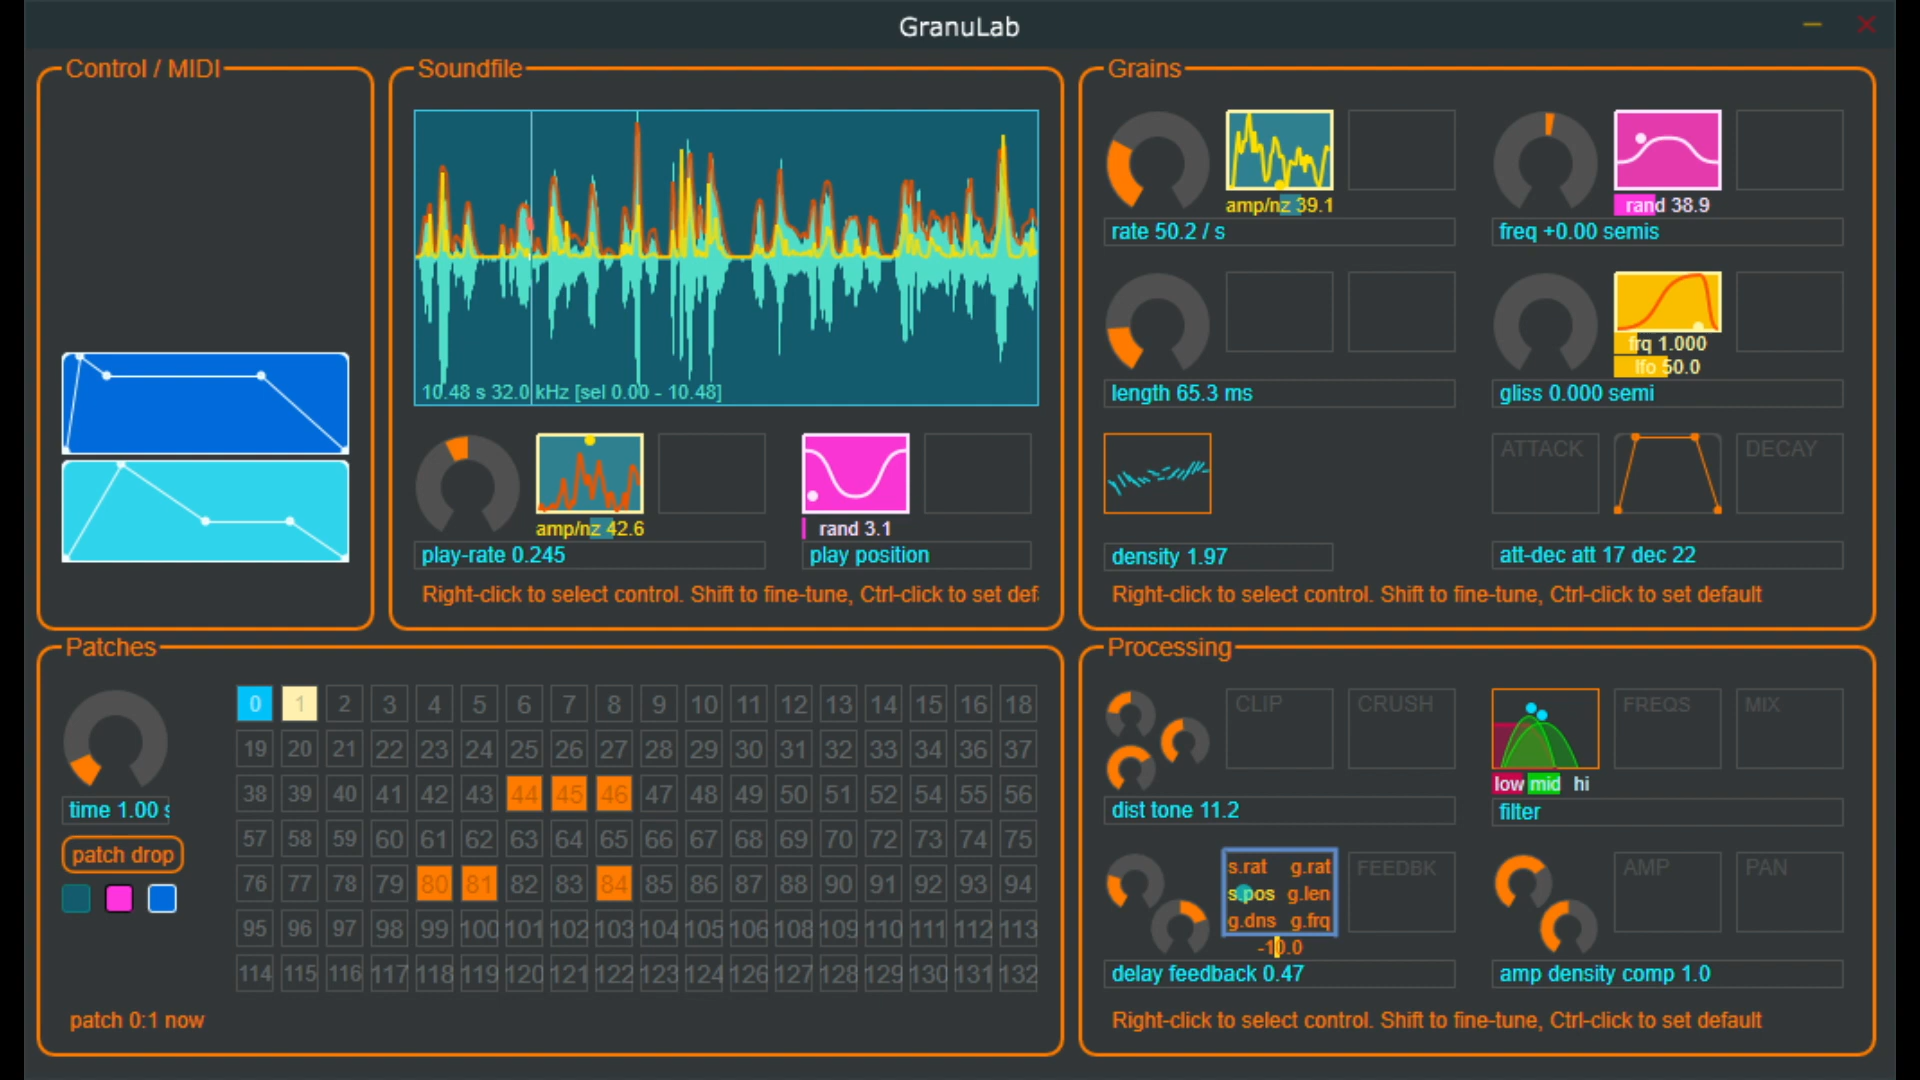 GranuLab
Control / MIDI
Soundfile
10.48 s 32.0 kHz [sel 0.00 - 10.48]
amp/nz 42.6
rand 3.1
play-rate 0.245
play position
Right-click to select control. Shift to fine-tune, Ctrl-click to set def
Grains
amp/nz 39.1
rand 38.9
rate 50.2 / s
freq +0.00 semis
frq 1.000
lfo 50.0
length 65.3 ms
gliss 0.000 semi
ATTACK
DECAY
density 1.97
att-dec att 17 dec 22
Right-click to select control. Shift to fine-tune, Ctrl-click to set default
Patches
0 1 2 3 4 5 6 7 8 9 10 11 12 13 14 15 16 18
19 20 21 22 23 24 25 26 27 28 29 30 31 32 33 34 35 36 37
38 39 40 41 42 43 44 45 46 47 48 49 50 51 52 53 54 55 56
57 58 59 60 61 62 63 64 65 66 67 68 69 70 71 72 73 74 75
76 77 78 79 80 81 82 83 84 85 86 87 88 89 90 91 92 93 94
95 96 97 98 99 100 101 102 103 104 105 106 107 108 109 110 111 112 113
114 115 116 117 118 119 120 121 122 123 124 125 126 127 128 129 130 131 132
time 1.00 s
patch drop
patch 0:1 now
Processing
CLIP
CRUSH
FREQS
MIX
low mid hi
dist tone 11.2
filter
s.rat g.rat
s.pos g.len
g.dns g.frq
-10.0
FEEDBK
AMP
PAN
delay feedback 0.47
amp density comp 1.0
Right-click to select control. Shift to fine-tune, Ctrl-click to set default